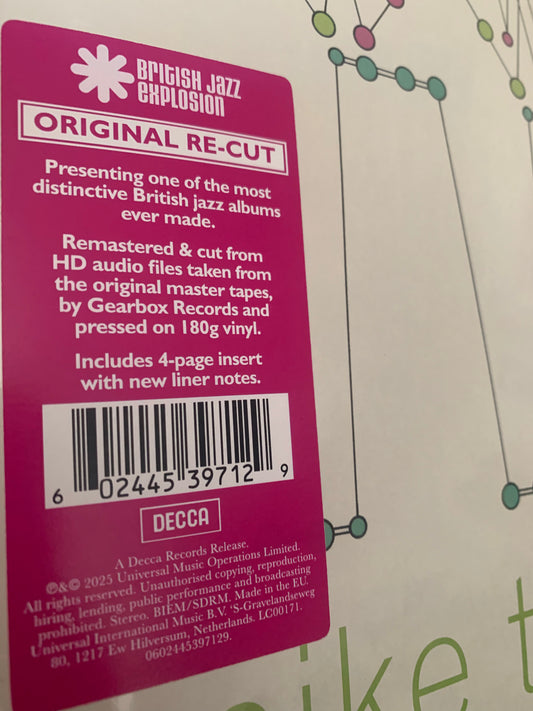 BRITISH JAZZ
EXPLOSION
ORIGINAL RE-CUT
Presenting one of the most
distinctive British jazz albums
ever made.
Remastered & cut from
HD audio files taken from
the original master tapes,
by Gearbox Records and
pressed on 180g vinyl.
Includes 4-page insert
with new liner notes.
6 02445 39712 9
DECCA
A Decca Records Release.
℗&© 2025 Universal Music Operations Limited.
All rights reserved. Unauthorised copying, reproduction,
hiring, lending, public performance and broadcasting
prohibited. Stereo. BIEM/SDRM. Made in the EU.
Universal International Music B.V. 'S-Gravelandseweg
80, 1217 Ew Hilversum, Netherlands. LC00171.
0602445397129.
ike t